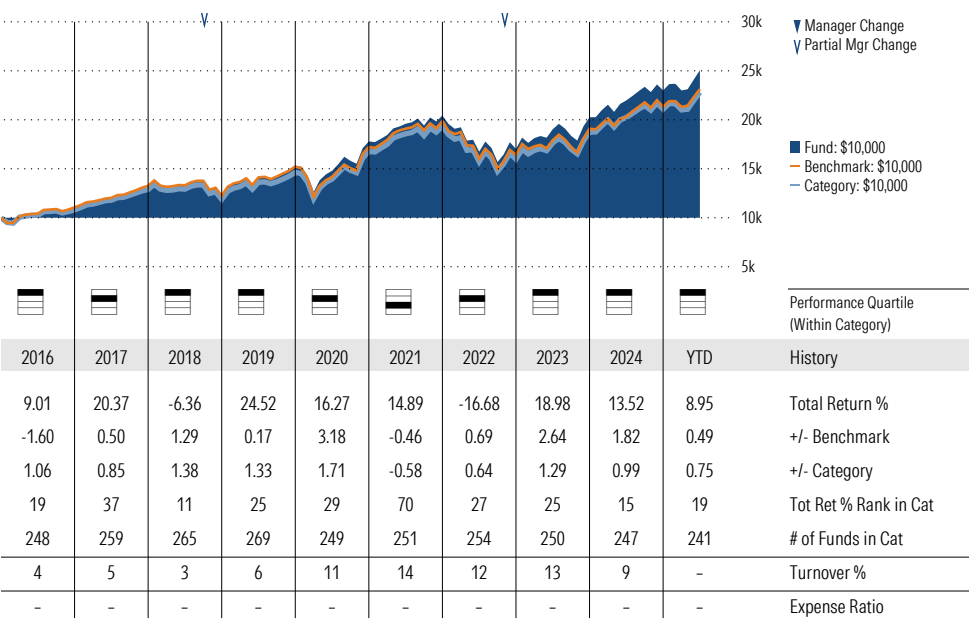 30k
25k
20k
15k
10k
5k
Manager Change
Partial Mgr Change
Fund: $10,000
Benchmark: $10,000
Category: $10,000
Performance Quartile
(Within Category)
2016 2017 2018 2019 2020 2021 2022 2023 2024 YTD History
9.01 20.37 -6.36 24.52 16.27 14.89 -16.68 18.98 13.52 8.95 Total Return %
-1.60 0.50 1.29 0.17 3.18 -0.46 0.69 2.64 1.82 0.49 +/- Benchmark
1.06 0.85 1.38 1.33 1.71 -0.58 0.64 1.29 0.99 0.75 +/- Category
19 37 11 25 29 70 27 25 15 19 Tot Ret % Rank in Cat
248 259 265 269 249 251 254 250 247 241 # of Funds in Cat
4 5 3 6 11 14 12 13 9 – Turnover %
– – – – – – – – – – Expense Ratio